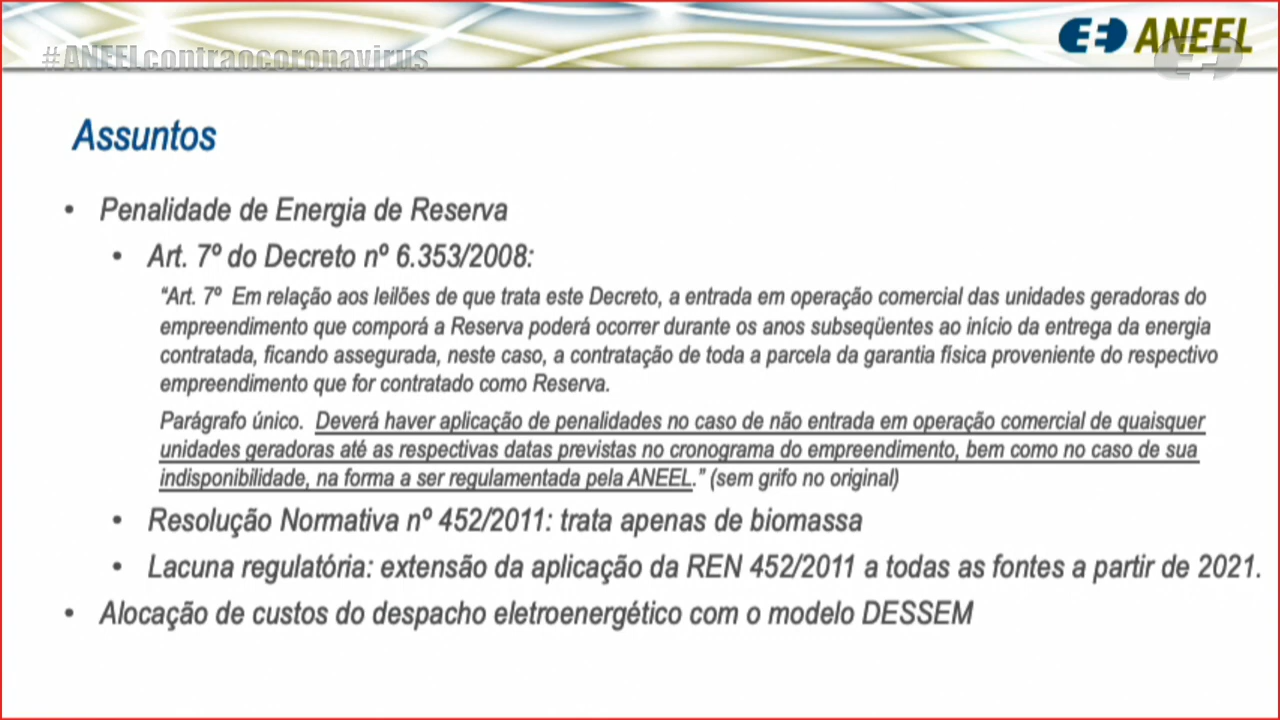 #ANEELcontraocoronavirus
ANEEL
Assuntos
• Penalidade de Energia de Reserva
• Art. 7º do Decreto nº 6.353/2008:
“Art. 7º Em relação aos leilões de que trata este Decreto, a entrada em operação comercial das unidades geradoras do
empreendimento que comporá a Reserva poderá ocorrer durante os anos subseqüentes ao início da entrega da energia
contratada, ficando assegurada, neste caso, a contratação de toda a parcela da garantia física proveniente do respectivo
empreendimento que for contratado como Reserva.
Parágrafo único. Deverá haver aplicação de penalidades no caso de não entrada em operação comercial de quaisquer
unidades geradoras até as respectivas datas previstas no cronograma do empreendimento, bem como no caso de sua
indisponibilidade, na forma a ser regulamentada pela ANEEL.” (sem grifo no original)
• Resolução Normativa nº 452/2011: trata apenas de biomassa
• Lacuna regulatória: extensão da aplicação da REN 452/2011 a todas as fontes a partir de 2021.
• Alocação de custos do despacho eletroenergético com o modelo DESSEM